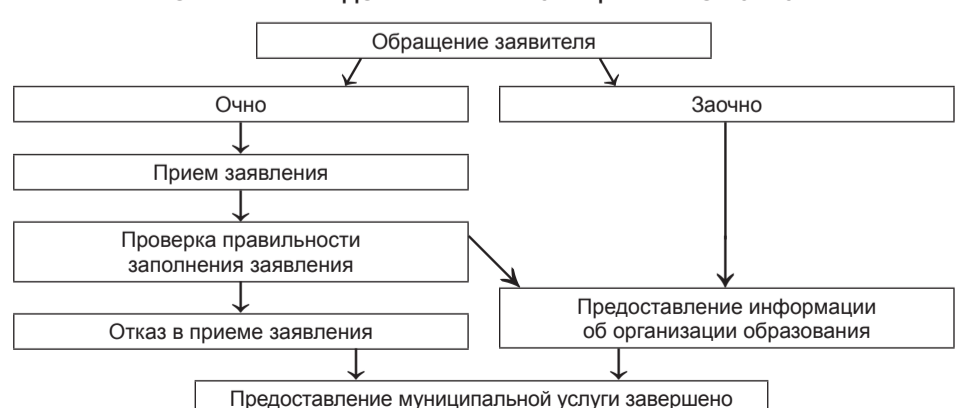 Обращение заявителя
Очно
Заочно
Прием заявления
Проверка правильности
заполнения заявления
Предоставление информации
об организации образования
Отказ в приеме заявления
Предоставление муниципальной услуги завершено